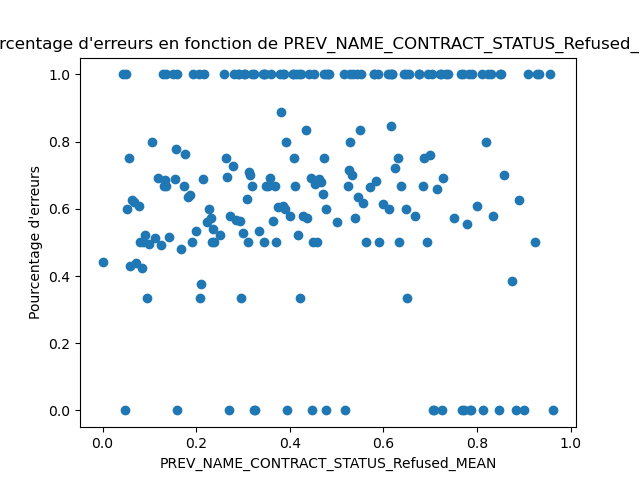 rcentage d'erreurs en fonction de PREV_NAME_CONTRACT_STATUS_Refused_
1.0
0.8
0.6
0.4
0.2
0.0
Pourcentage d'erreurs
0.0 0.2 0.4 0.6 0.8 1.0
PREV_NAME_CONTRACT_STATUS_Refused_MEAN